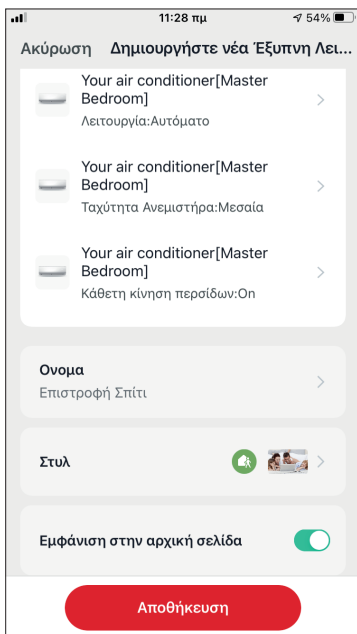 11:28 πμ
54%
Ακύρωση Δημιουργήστε νέα Έξυπνη Λει...
Your air conditioner[Master
Bedroom]
Λειτουργία:Αυτόματο
Your air conditioner[Master
Bedroom]
Ταχύτητα Ανεμιστήρα:Μεσαία
Your air conditioner[Master
Bedroom]
Κάθετη κίνηση περσίδων:On
Ονομα
Επιστροφή Σπίτι
Στυλ
Εμφάνιση στην αρχική σελίδα
Αποθήκευση